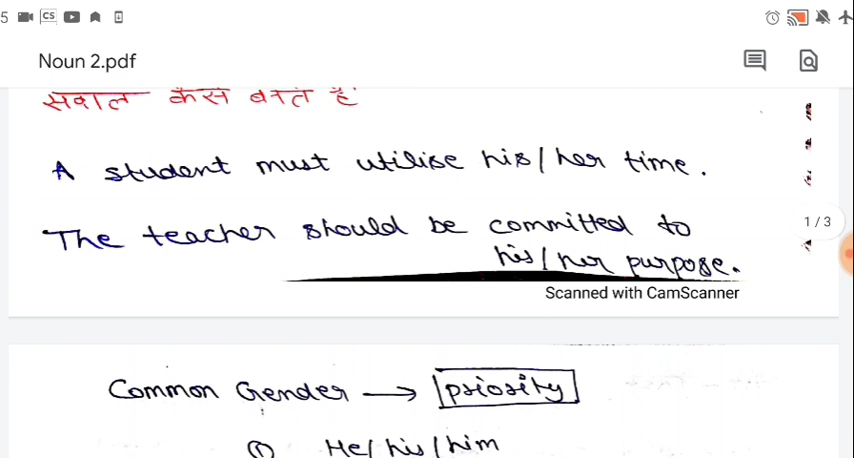 5 CS
Noun 2.pdf
सवाल कैसे बनते हैं
A student must utilise his/her time.
The teacher should be committed to
his/her purpose.
1/3
Scanned with CamScanner
Common Gender → priority
① He/his/him